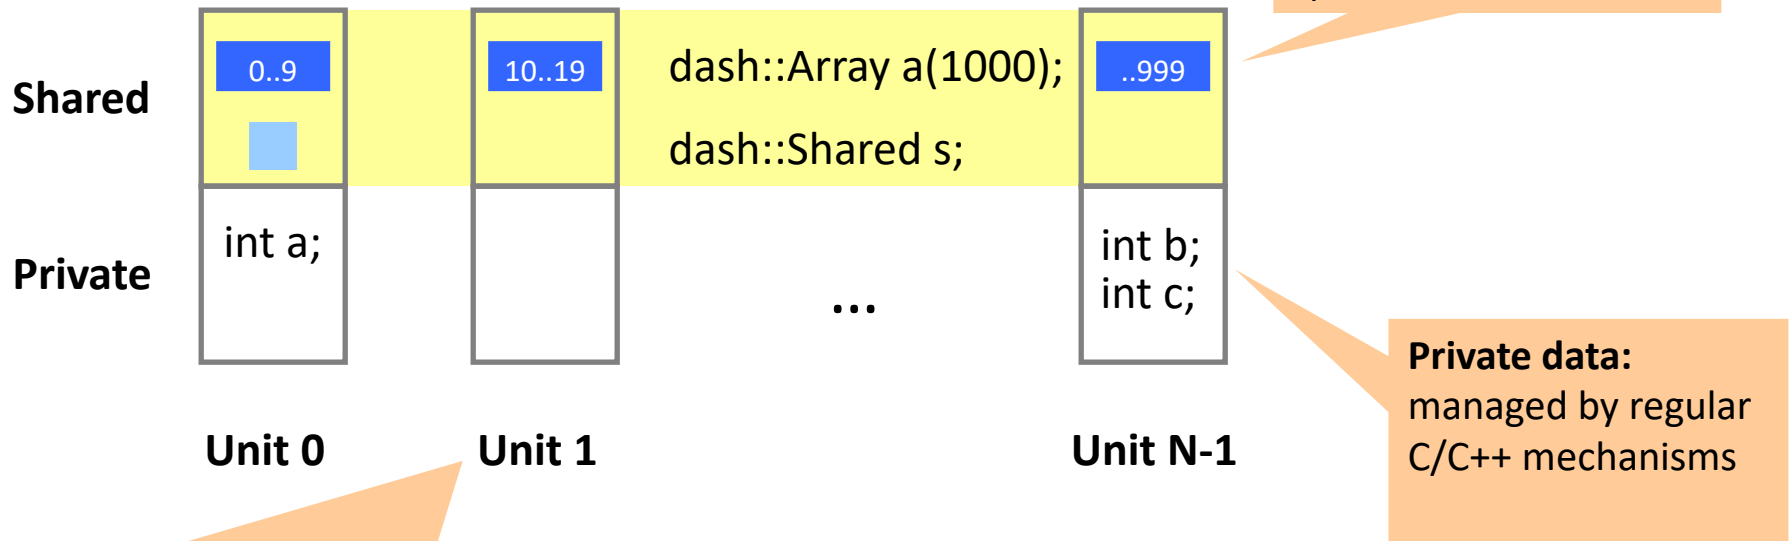 Shared
0..9
10..19
dash::Array a(1000);
..999
dash::Shared s;
Private
int a;
...
int b;
int c;
Private data:
managed by regular
C/C++ mechanisms
Unit 0
Unit 1
Unit N-1